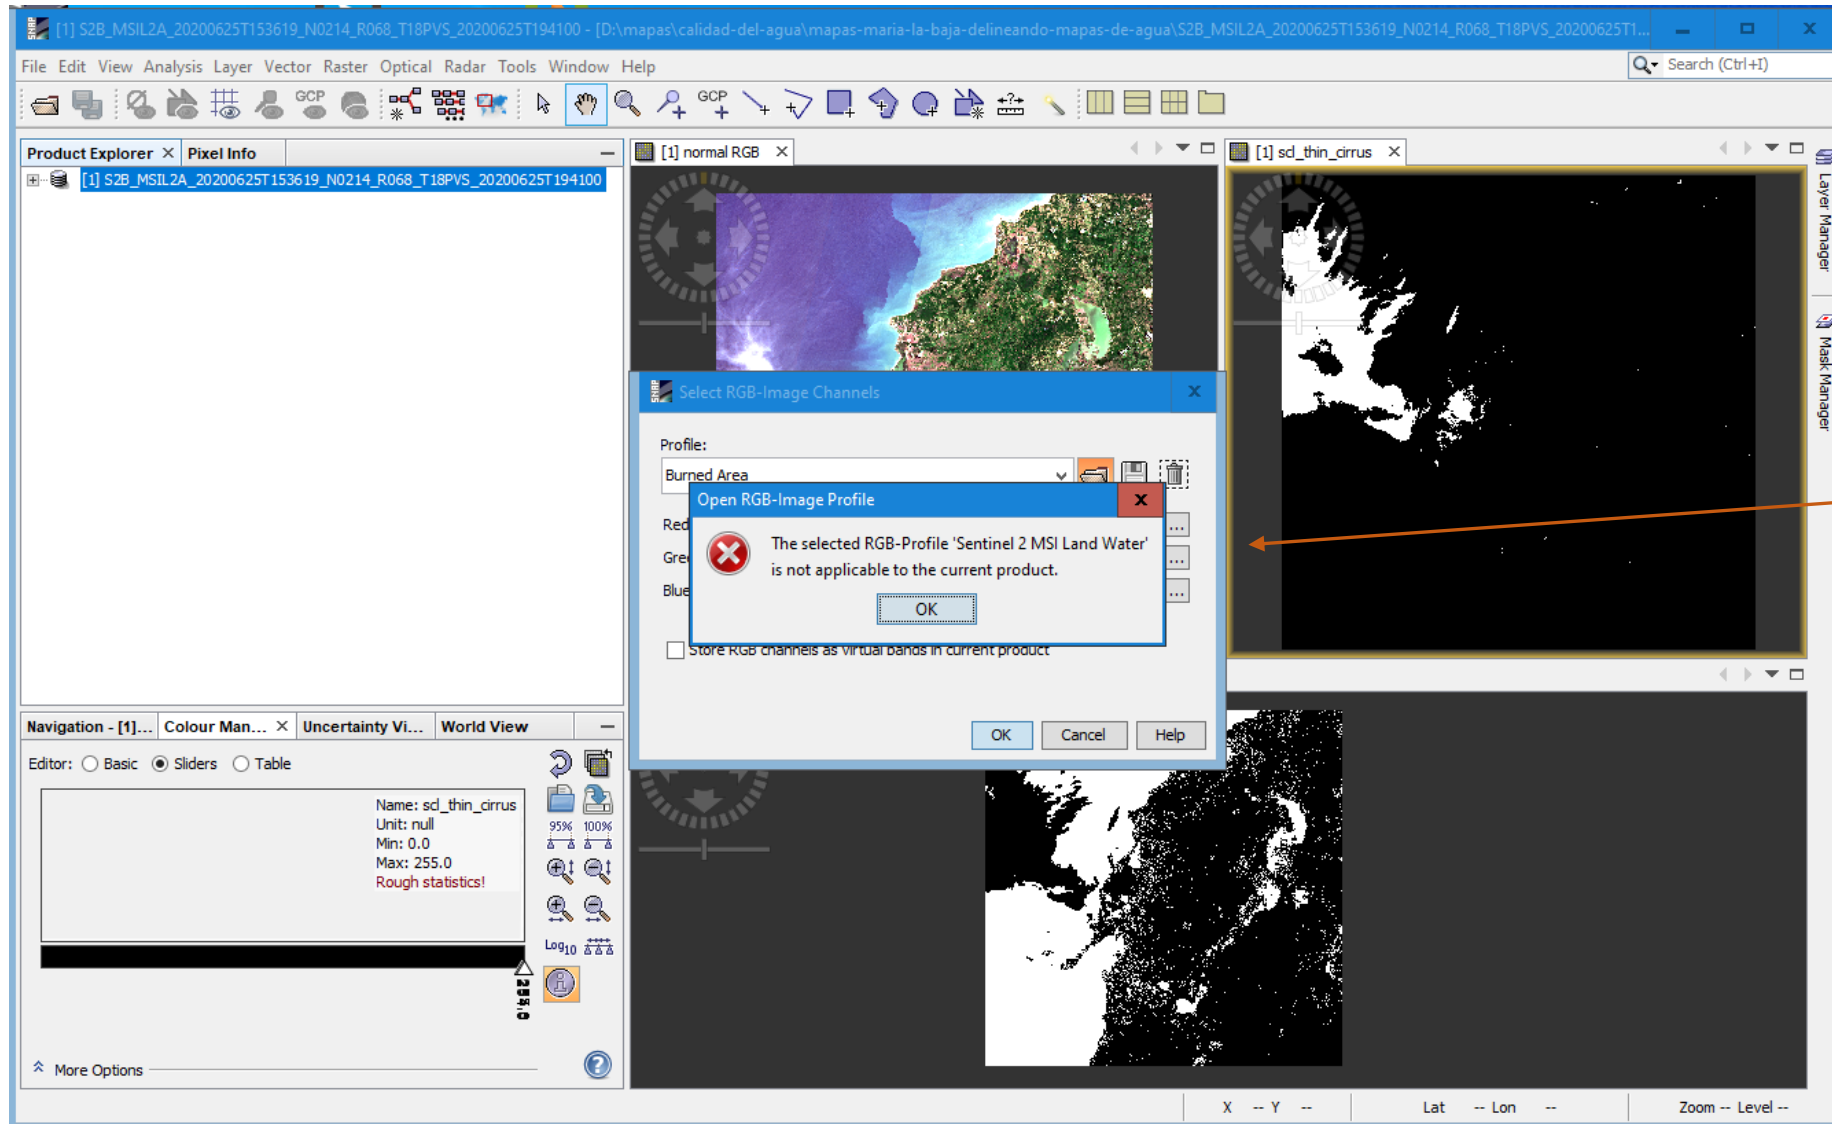 [1] S2B_MSIL2A_20200625T153619_N0214_R068_T18PVS_20200625T194100 - [D:\mapas\calidad-del-agua\mapas-maria-la-baja-delineando-mapas-de-agua\S2B_MSIL2A_20200625T153619_N0214_R068_T18PVS_20200625T1...
File Edit View Analysis Layer Vector Raster Optical Radar Tools Window Help
Search (Ctrl+I)
GCP GCP
Product Explorer Pixel Info
[1] S2B_MSIL2A_20200625T153619_N0214_R068_T18PVS_20200625T194100
[1] normal RGB
[1] scl_thin_cirrus
Layer Manager
Mask Manager
SNAP Select RGB-Image Channels
Profile:
Burned Area
Open RGB-Image Profile
Red
Gre
Blue
...
...
...
The selected RGB-Profile 'Sentinel 2 MSI Land Water'
is not applicable to the current product.
OK
Store RGB channels as virtual bands in current product
OK Cancel Help
Navigation - [1]... Colour Man... Uncertainty Vi... World View
Editor: Basic Sliders Table
Name: scl_thin_cirrus
Unit: null
Min: 0.0
Max: 255.0
Rough statistics!
95% 100%
Log10
More Options
X -- Y -- Lat -- Lon -- Zoom -- Level --